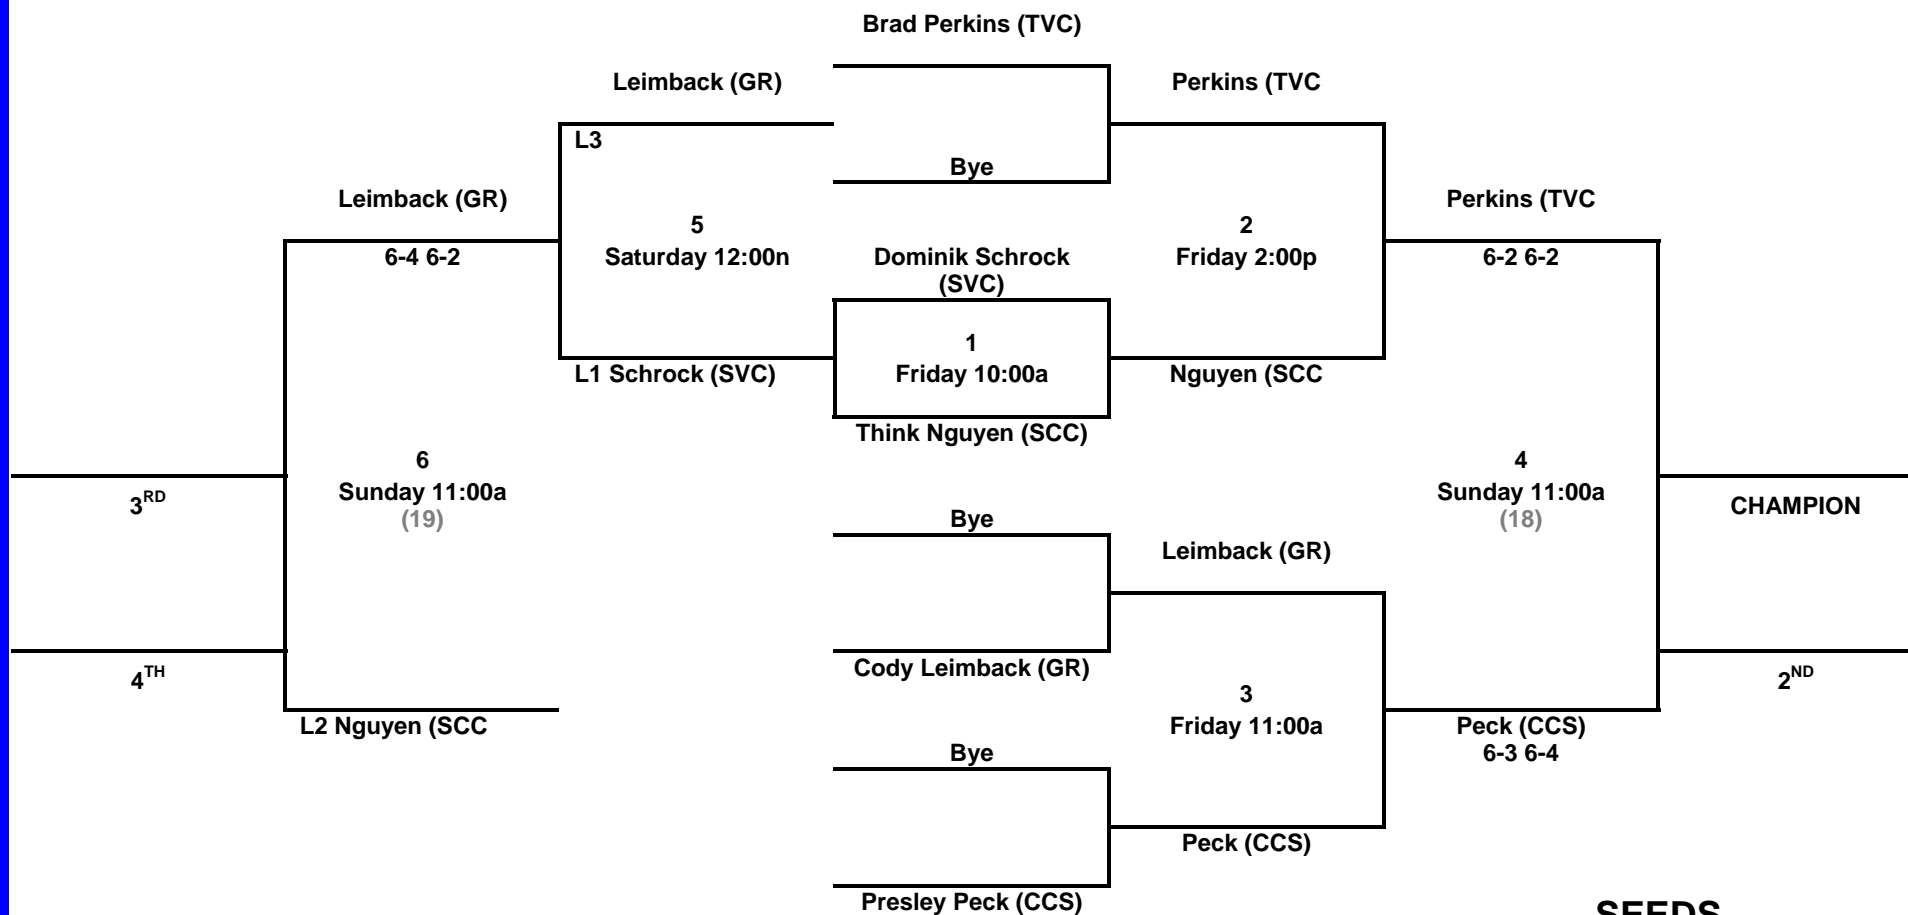 Brad Perkins (TVC)
Leimback (GR)
Perkins (TVC
L3
Bye
Leimback (GR)
Perkins (TVC
5
2
6-4 6-2
Saturday 12:00n
Dominik Schrock
(SVC)
Friday 2:00p
6-2 6-2
1
L1 Schrock (SVC)
Friday 10:00a
Nguyen (SCC
Think Nguyen (SCC)
6
4
Sunday 11:00a
Sunday 11:00a
3RD
(19)
Bye
(18)
CHAMPION
Leimback (GR)
4TH
Cody Leimback (GR)
2ND
3
L2 Nguyen (SCC
Friday 11:00a
Peck (CCS)
Bye
6-3 6-4
Peck (CCS)
Presley Peck (CCS)
SEEDS